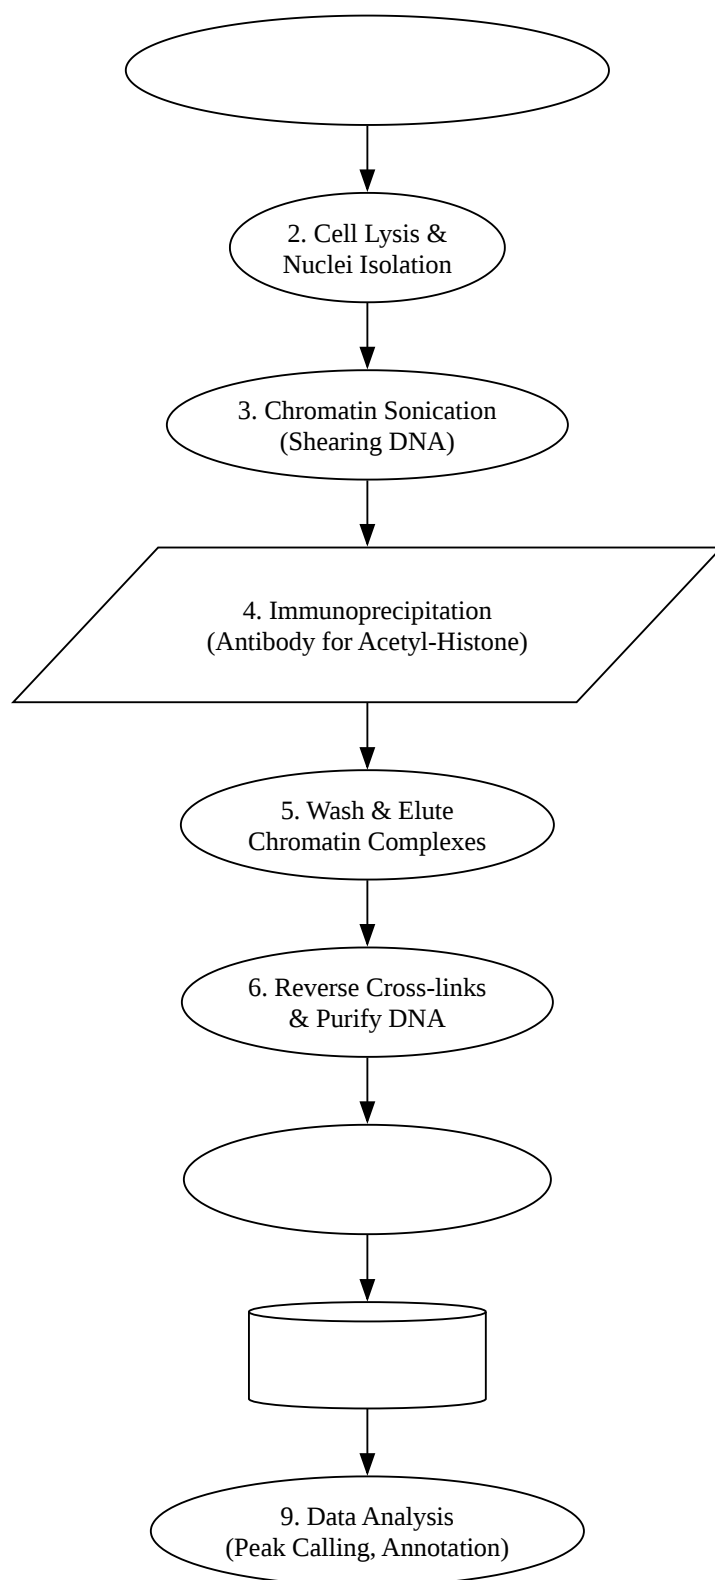 2. Cell Lysis &
Nuclei Isolation
3. Chromatin Sonication
(Shearing DNA)
4. Immunoprecipitation
(Antibody for Acetyl-Histone)
5. Wash & Elute
Chromatin Complexes
6. Reverse Cross-links
& Purify DNA
9. Data Analysis
(Peak Calling, Annotation)